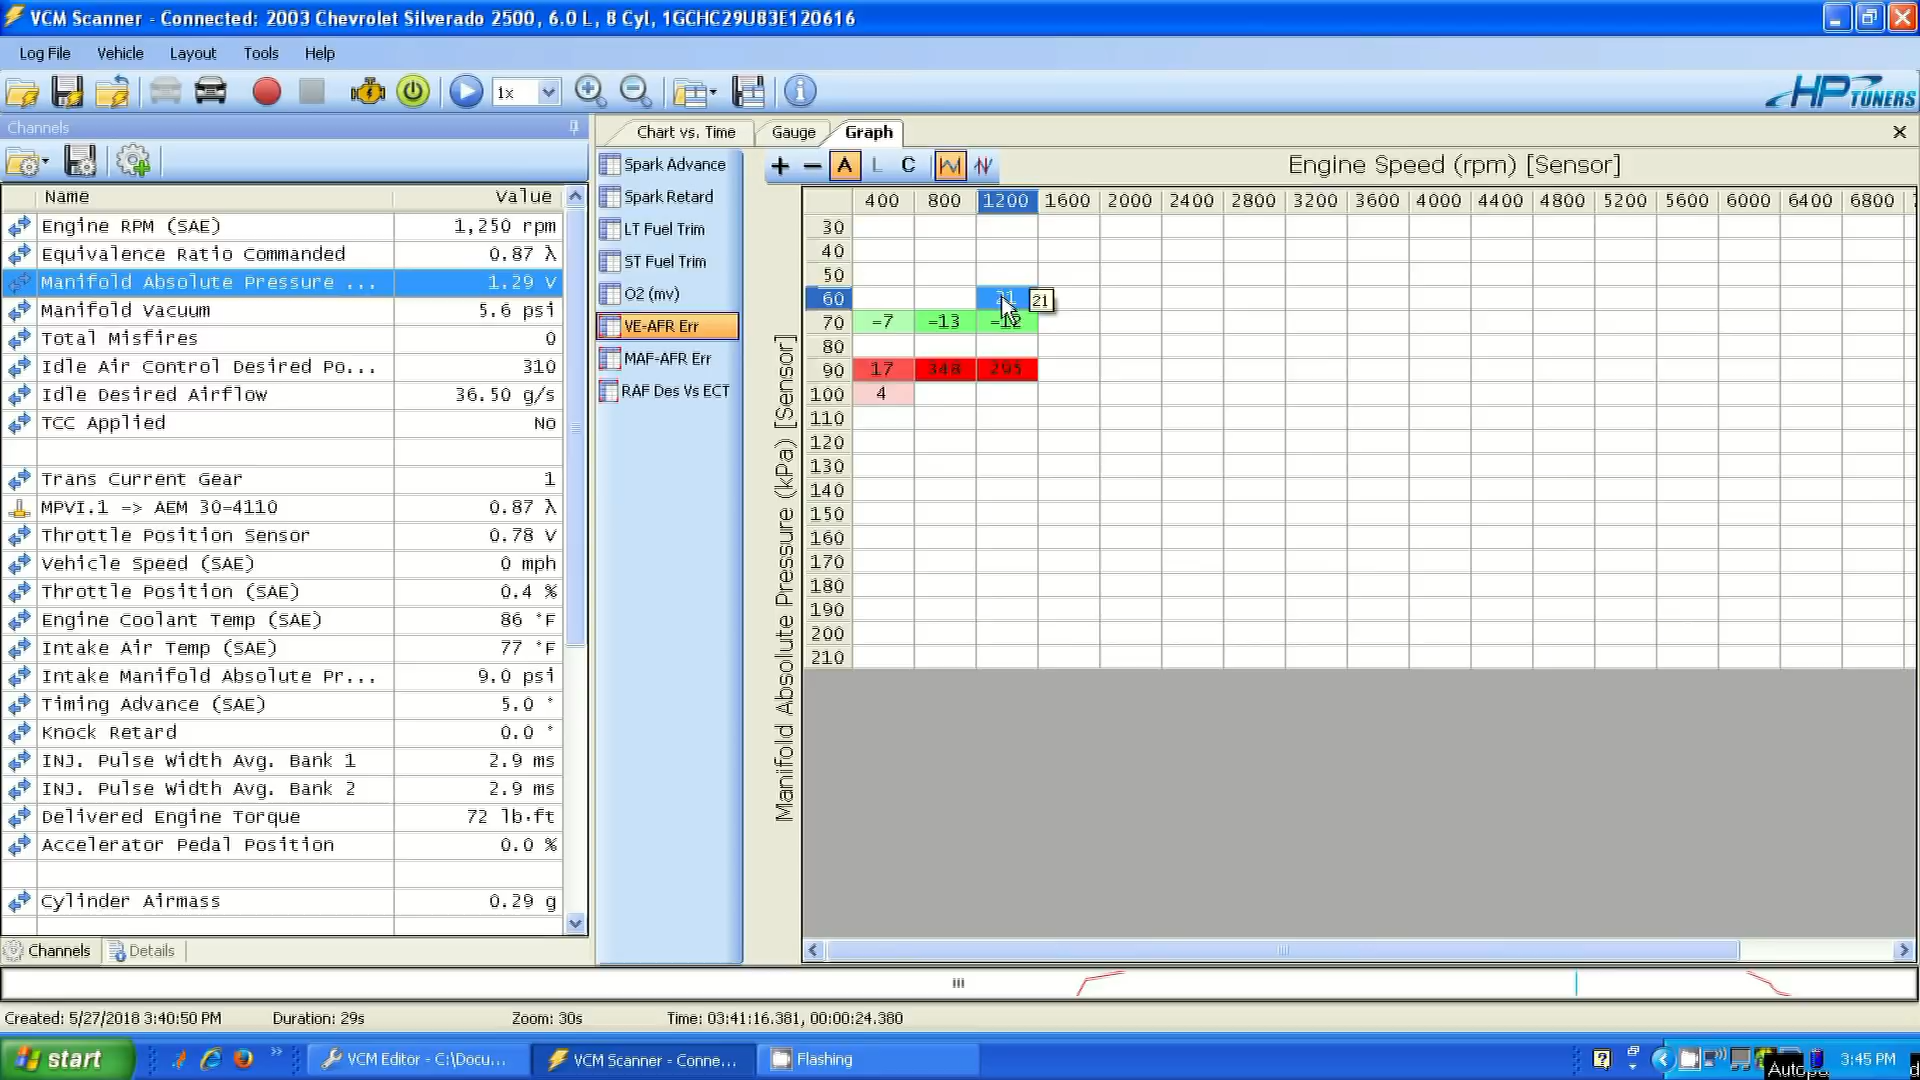 VCM Scanner - Connected: 2003 Chevrolet Silverado 2500, 6.0 L, 8 Cyl, 1GCHC29U83E120616
Log File Vehicle Layout Tools Help
1x
HP TUNERS
Channels
Chart vs. Time Gauge Graph
A L C
Engine Speed (rpm) [Sensor]
Name Value
Engine RPM (SAE) 1,250 rpm
Equivalence Ratio Commanded 0.87 λ
Manifold Absolute Pressure ... 1.29 V
Manifold Vacuum 5.6 psi
Total Misfires 0
Idle Air Control Desired Po... 310
Idle Desired Airflow 36.50 g/s
TCC Applied No
Trans Current Gear 1
MPVI.1 -> AEM 30-4110 0.87 λ
Throttle Position Sensor 0.78 V
Vehicle Speed (SAE) 0 mph
Throttle Position (SAE) 0.4 %
Engine Coolant Temp (SAE) 86 °F
Intake Air Temp (SAE) 77 °F
Intake Manifold Absolute Pr... 9.0 psi
Timing Advance (SAE) 5.0 °
Knock Retard 0.0 °
INJ. Pulse Width Avg. Bank 1 2.9 ms
INJ. Pulse Width Avg. Bank 2 2.9 ms
Delivered Engine Torque 72 lb·ft
Accelerator Pedal Position 0.0 %
Cylinder Airmass 0.29 g
Channels Details
Spark Advance
Spark Retard
LT Fuel Trim
ST Fuel Trim
O2 (mv)
VE-AFR Err
MAF-AFR Err
RAF Des Vs ECT
Manifold Absolute Pressure (kPa) [Sensor]
400 800 1200 1600 2000 2400 2800 3200 3600 4000 4400 4800 5200 5600 6000 6400 6800
30
40
50
60 21 21
70 -7 -13 -12
80
90 17 348 295
100 4
110
120
130
140
150
160
170
180
190
200
210
Created: 5/27/2018 3:40:50 PM Duration: 29s Zoom: 30s Time: 03:41:16.381, 00:00:24.380
start VCM Editor - C:\Docu... VCM Scanner - Conne... Flashing 3:45 PM